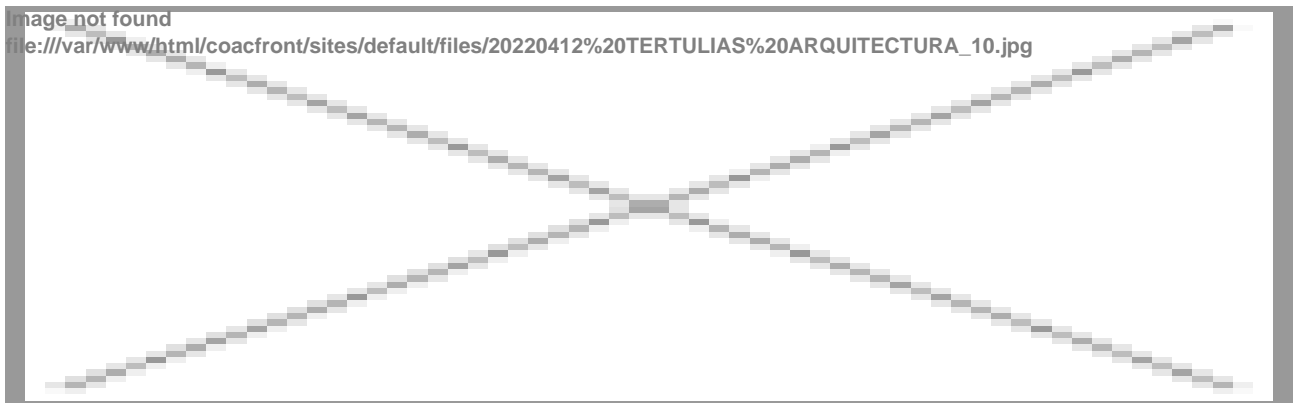 Image not found
file:///var/www/html/coacfront/sites/default/files/20220412%20TERTULIAS%20ARQUITECTURA_10.jpg